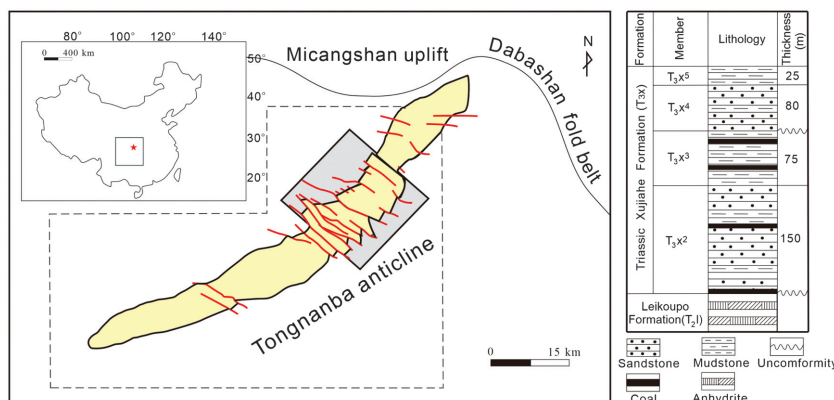 80° 100° 120°
0 400 km
50°
40°
30°
20°
Micangshan uplift
Dabashan fold belt
N
Tongnanba anticline
0 15 km
Formation Member Lithology Thickness (m)
Triassic Xujiahe Formation (T3x)
T3x5 25
T3x4 80
T3x3 75
T3x2 150
Leikoupo
Formation(T2l)
Sandstone Mudstone Uncomformity
Coal Anhydrite